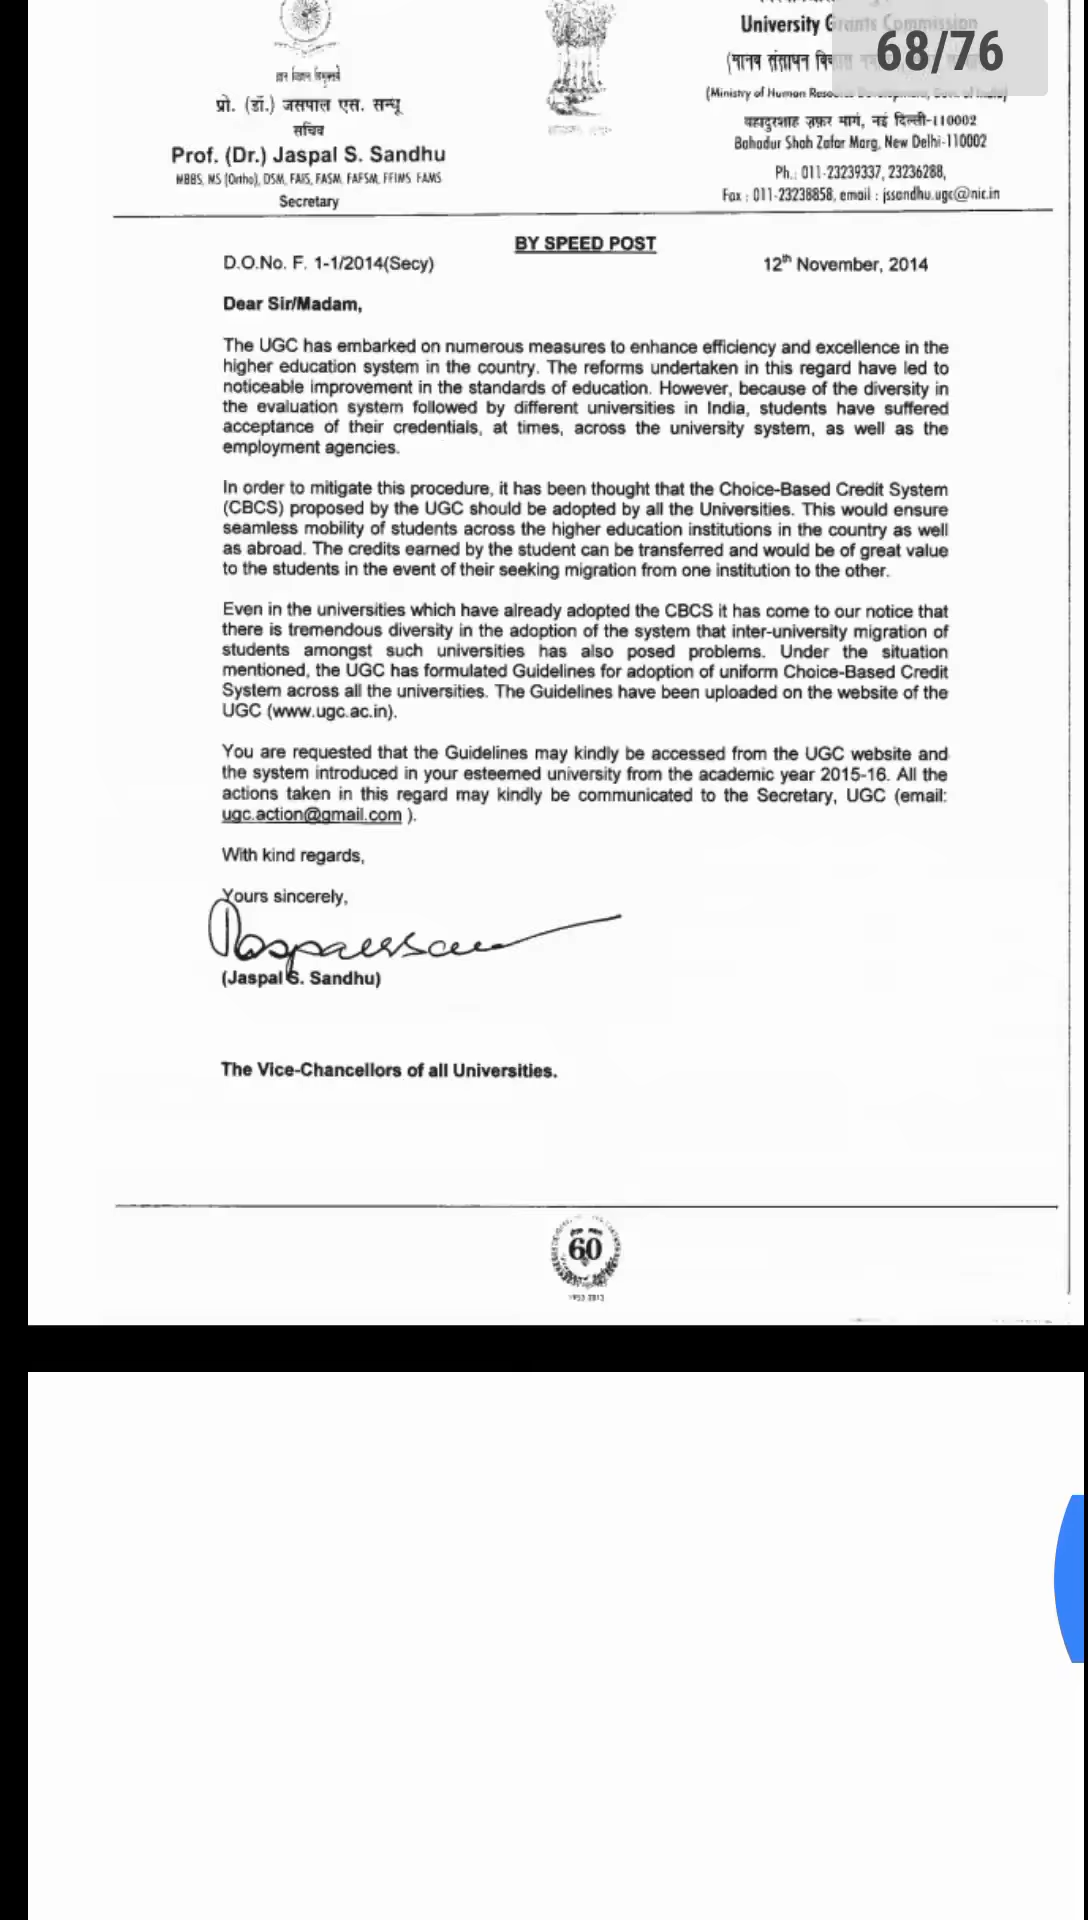 University Grants Commission
68/76
(Ministry of Human Resource Development, Govt. of India)
प्रो. (डॉ.) जसपाल एस. सन्धू
सचिव
बहादुरशाह ज़फ़र मार्ग, नई दिल्ली-110002
Prof. (Dr.) Jaspal S. Sandhu
Bahadur Shah Zafar Marg, New Delhi-110002
MBBS, MS (Ortho), DSM, FAIS, FASM, FAFSM, FFIMS FAMS
Ph.: 011-23239337, 23236288,
Secretary
Fax : 011-23238858, email : jssandhu.ugc@nic.in
BY SPEED POST
D.O.No. F. 1-1/2014(Secy)
12th November, 2014
Dear Sir/Madam,
The UGC has embarked on numerous measures to enhance efficiency and excellence in the
higher education system in the country. The reforms undertaken in this regard have led to
noticeable improvement in the standards of education. However, because of the diversity in
the evaluation system followed by different universities in India, students have suffered
acceptance of their credentials, at times, across the university system, as well as the
employment agencies.
In order to mitigate this procedure, it has been thought that the Choice-Based Credit System
(CBCS) proposed by the UGC should be adopted by all the Universities. This would ensure
seamless mobility of students across the higher education institutions in the country as well
as abroad. The credits earned by the student can be transferred and would be of great value
to the students in the event of their seeking migration from one institution to the other.
Even in the universities which have already adopted the CBCS it has come to our notice that
there is tremendous diversity in the adoption of the system that inter-university migration of
students amongst such universities has also posed problems. Under the situation
mentioned, the UGC has formulated Guidelines for adoption of uniform Choice-Based Credit
System across all the universities. The Guidelines have been uploaded on the website of the
UGC (www.ugc.ac.in).
You are requested that the Guidelines may kindly be accessed from the UGC website and
the system introduced in your esteemed university from the academic year 2015-16. All the
actions taken in this regard may kindly be communicated to the Secretary, UGC (email:
ugc.action@gmail.com ).
With kind regards,
Yours sincerely,
(Jaspal S. Sandhu)
The Vice-Chancellors of all Universities.
60